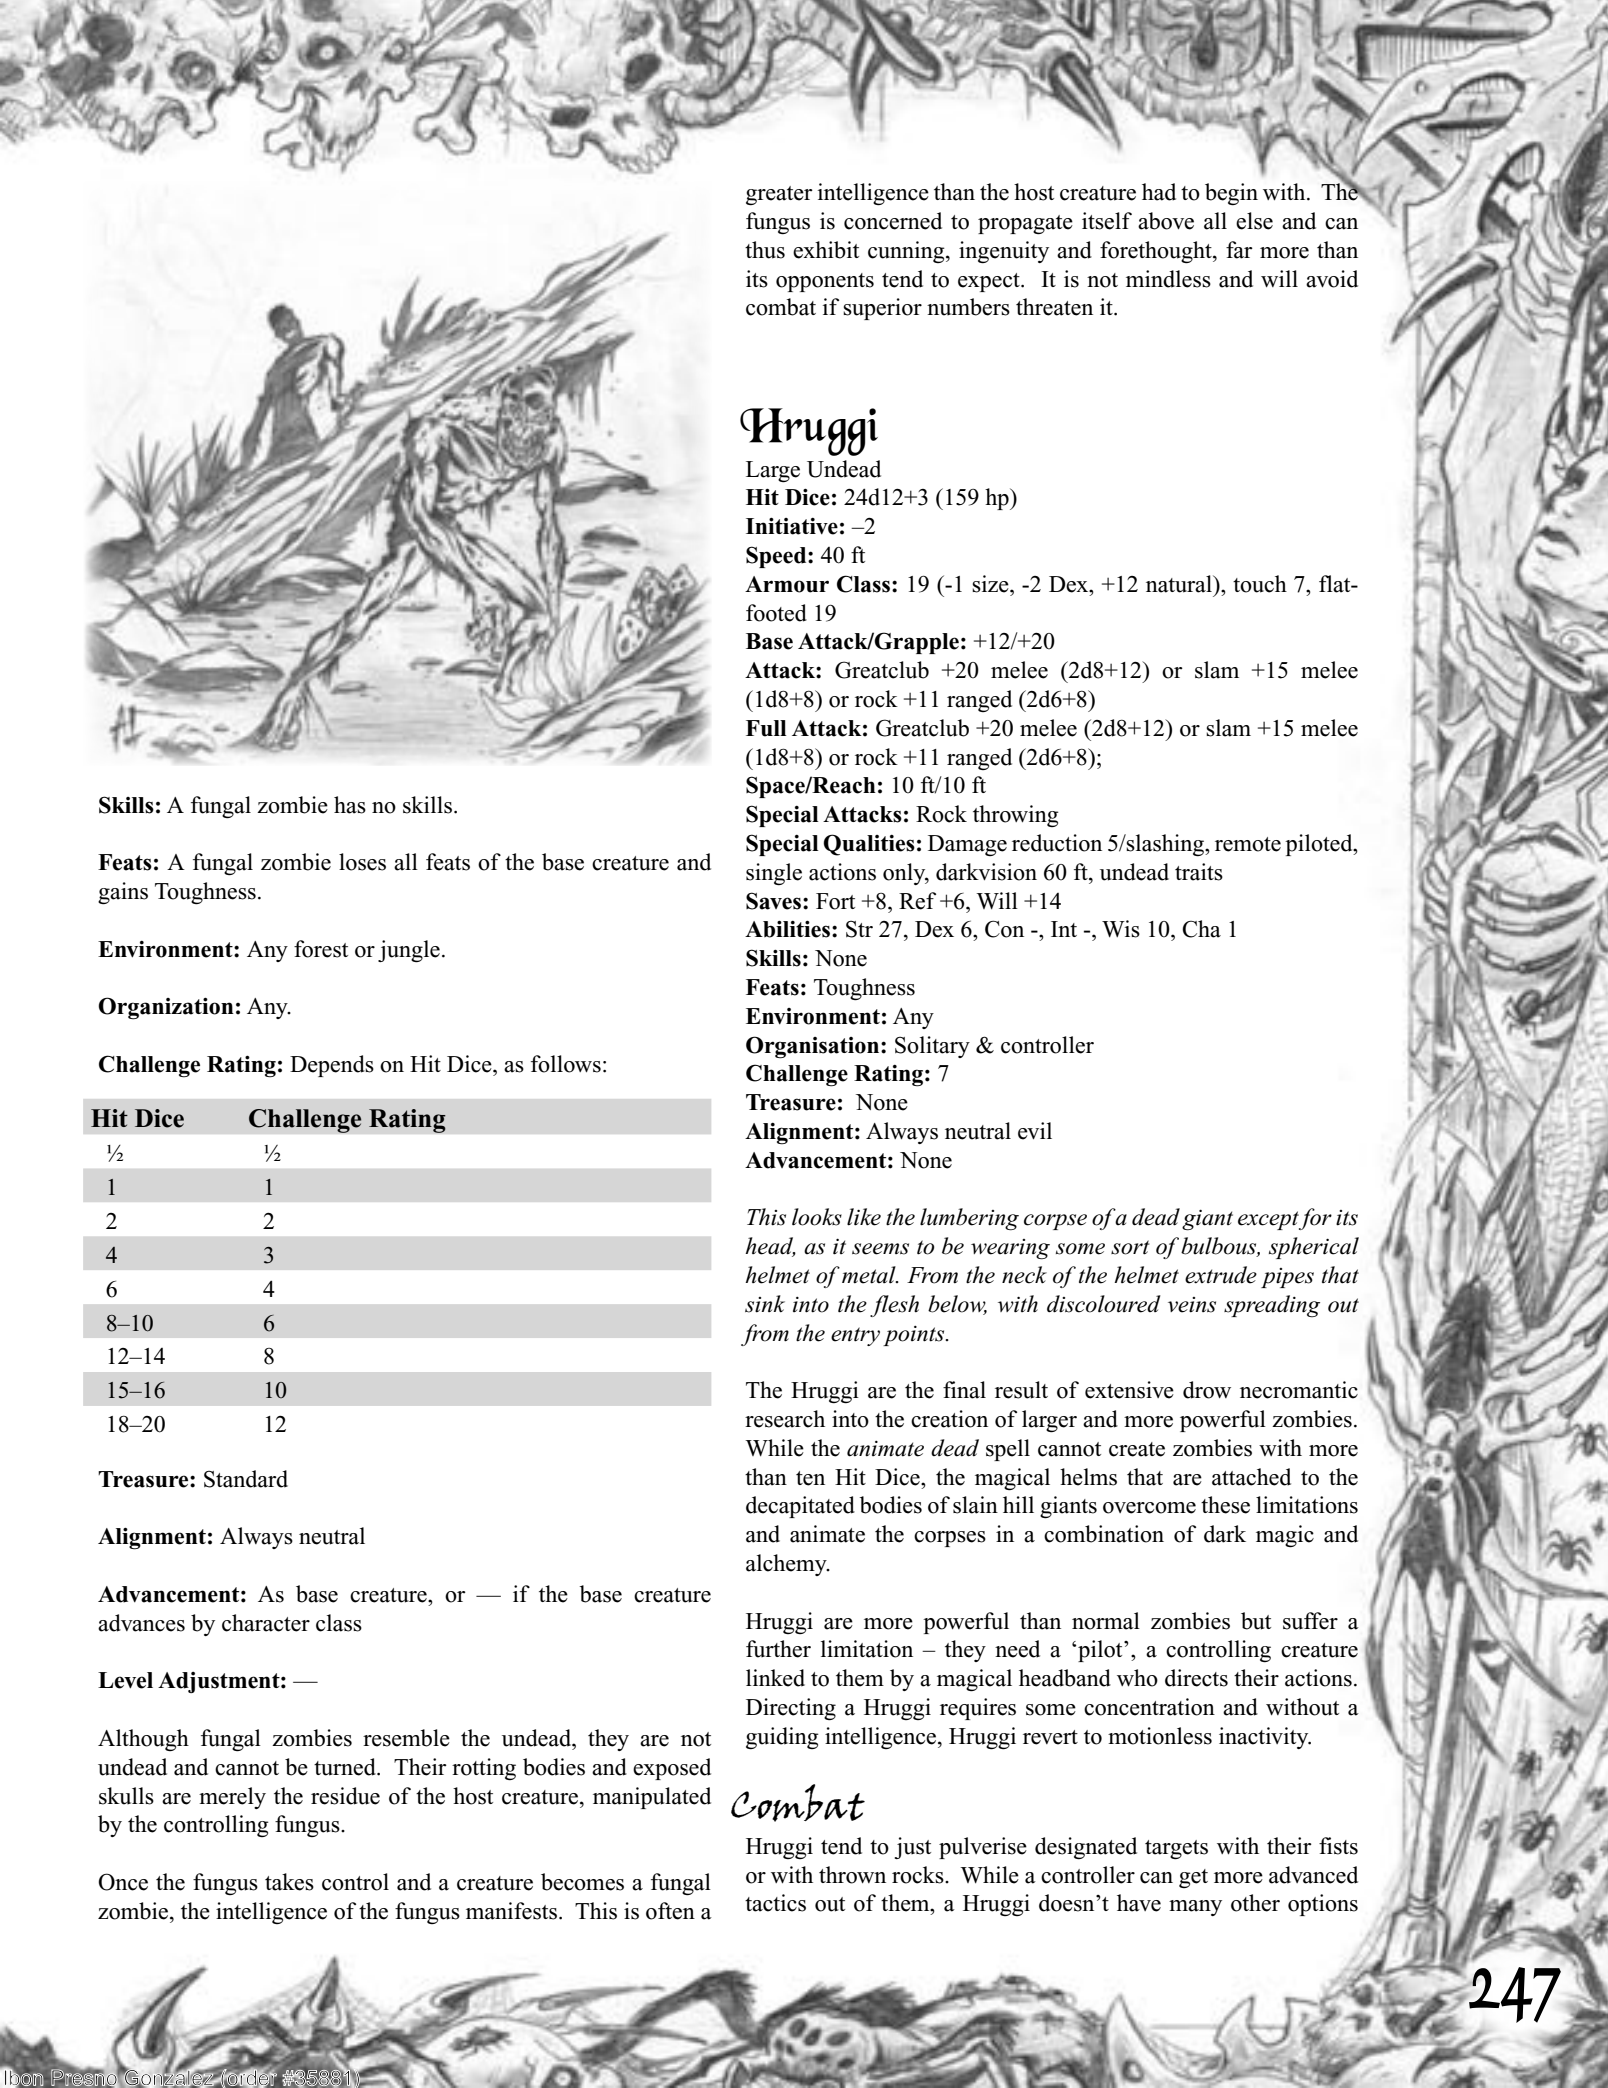 Skills: A fungal zombie has no skills.
Feats: A fungal zombie loses all feats of the base creature and
gains Toughness.
Environment: Any forest or jungle.
Organization: Any.
Challenge Rating: Depends on Hit Dice, as follows:
Hit Dice Challenge Rating
½ ½
1 1
2 2
4 3
6 4
8–10 6
12–14 8
15–16 10
18–20 12
Treasure: Standard
Alignment: Always neutral
Advancement: As base creature, or — if the base creature
advances by character class
Level Adjustment: —
Although fungal zombies resemble the undead, they are not
undead and cannot be turned. Their rotting bodies and exposed
skulls are merely the residue of the host creature, manipulated
by the controlling fungus.
Once the fungus takes control and a creature becomes a fungal
zombie, the intelligence of the fungus manifests. This is often a
greater intelligence than the host creature had to begin with. The
fungus is concerned to propagate itself above all else and can
thus exhibit cunning, ingenuity and forethought, far more than
its opponents tend to expect. It is not mindless and will avoid
combat if superior numbers threaten it.
Hruggi
Large Undead
Hit Dice: 24d12+3 (159 hp)
Initiative: –2
Speed: 40 ft
Armour Class: 19 (-1 size, -2 Dex, +12 natural), touch 7, flat-
footed 19
Base Attack/Grapple: +12/+20
Attack: Greatclub +20 melee (2d8+12) or slam +15 melee
(1d8+8) or rock +11 ranged (2d6+8)
Full Attack: Greatclub +20 melee (2d8+12) or slam +15 melee
(1d8+8) or rock +11 ranged (2d6+8);
Space/Reach: 10 ft/10 ft
Special Attacks: Rock throwing
Special Qualities: Damage reduction 5/slashing, remote piloted,
single actions only, darkvision 60 ft, undead traits
Saves: Fort +8, Ref +6, Will +14
Abilities: Str 27, Dex 6, Con -, Int -, Wis 10, Cha 1
Skills: None
Feats: Toughness
Environment: Any
Organisation: Solitary & controller
Challenge Rating: 7
Treasure: None
Alignment: Always neutral evil
Advancement: None
This looks like the lumbering corpse of a dead giant except for its
head, as it seems to be wearing some sort of bulbous, spherical
helmet of metal. From the neck of the helmet extrude pipes that
sink into the flesh below, with discoloured veins spreading out
from the entry points.
The Hruggi are the final result of extensive drow necromantic
research into the creation of larger and more powerful zombies.
While the animate dead spell cannot create zombies with more
than ten Hit Dice, the magical helms that are attached to the
decapitated bodies of slain hill giants overcome these limitations
and animate the corpses in a combination of dark magic and
alchemy.
Hruggi are more powerful than normal zombies but suffer a
further limitation – they need a ‘pilot’, a controlling creature
linked to them by a magical headband who directs their actions.
Directing a Hruggi requires some concentration and without a
guiding intelligence, Hruggi revert to motionless inactivity.
Combat
Hruggi tend to just pulverise designated targets with their fists
or with thrown rocks. While a controller can get more advanced
tactics out of them, a Hruggi doesn’t have many other options
247
Ibon Presno Gonzalez (order #35881)